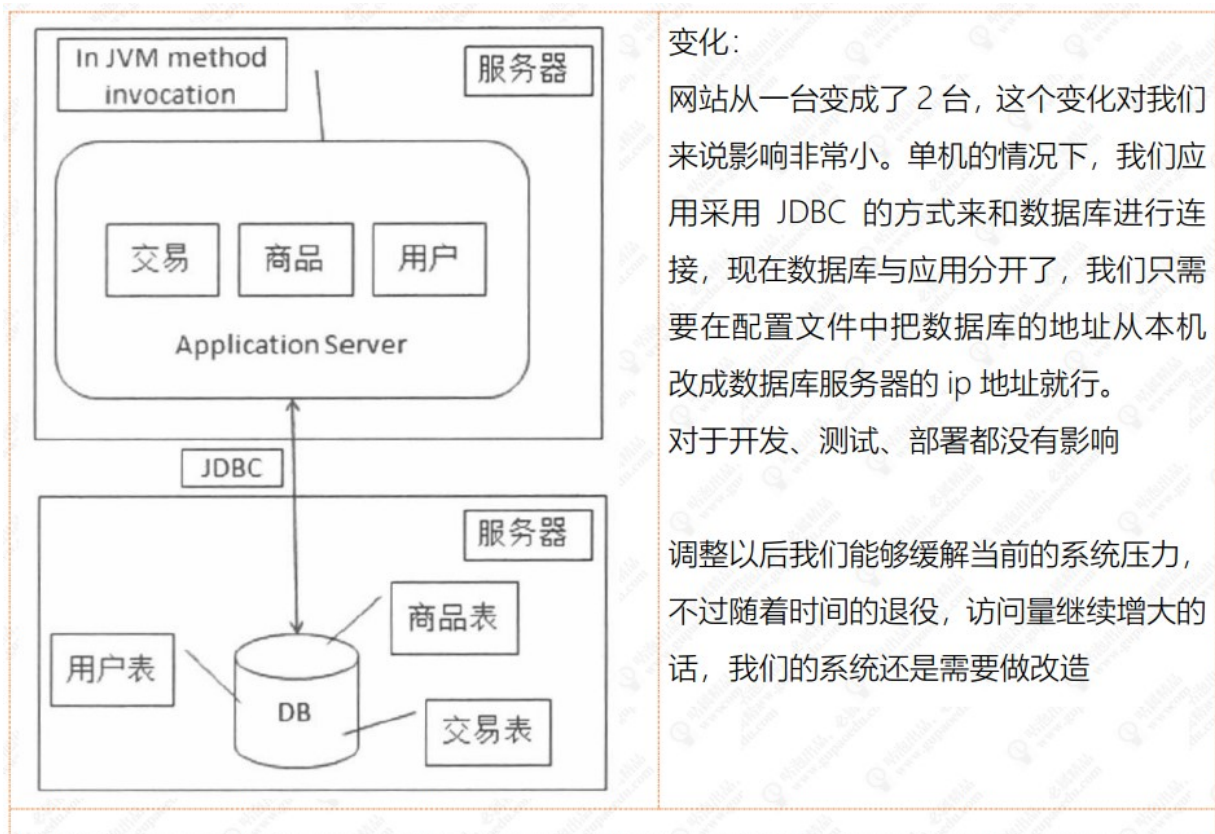 In JVM method
invocation
服务器
交易
商品
用户
Application Server
JDBC
服务器
商品表
用户表
DB
交易表
变化：
网站从一台变成了 2 台，这个变化对我们
来说影响非常小。单机的情况下，我们应
用采用 JDBC 的方式来和数据库进行连
接，现在数据库与应用分开了，我们只需
要在配置文件中把数据库的地址从本机
改成数据库服务器的 ip 地址就行。
对于开发、测试、部署都没有影响
调整以后我们能够缓解当前的系统压力，
不过随着时间的退役，访问量继续增大的
话，我们的系统还是需要做改造